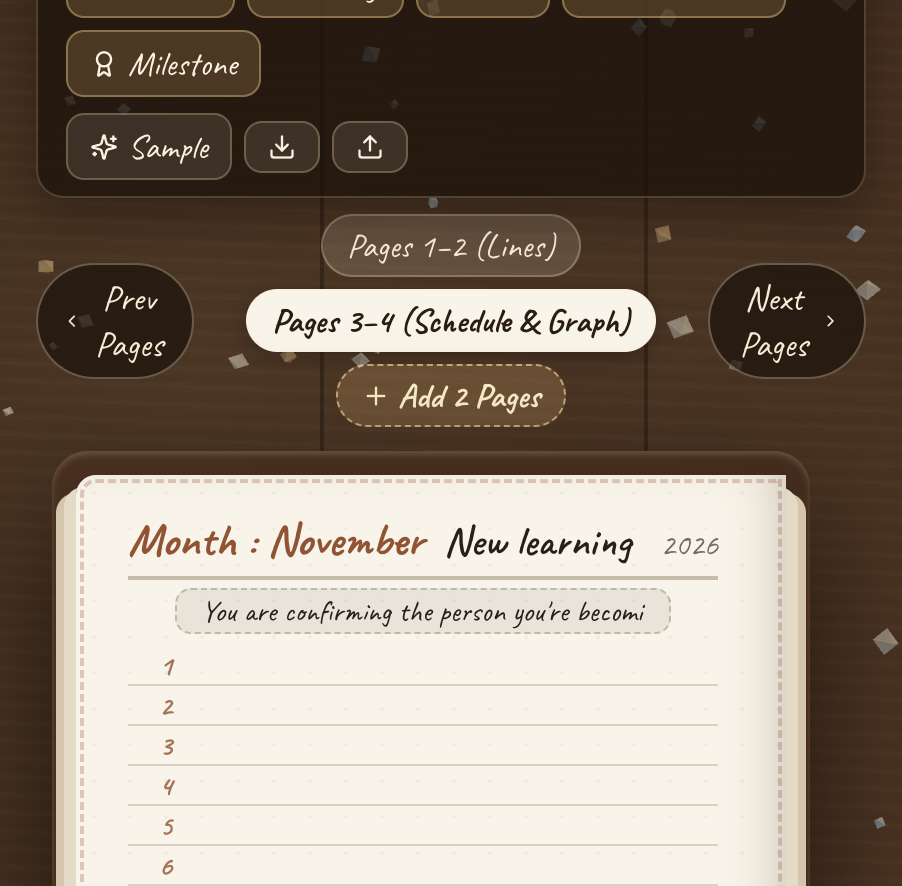 Milestone
Sample
Pages 1–2 (Lines)
Prev Pages
Pages 3–4 (Schedule & Graph)
Next Pages
+ Add 2 Pages
Month : November New learning 2026
You are confirming the person you're becomi
1
2
3
4
5
6